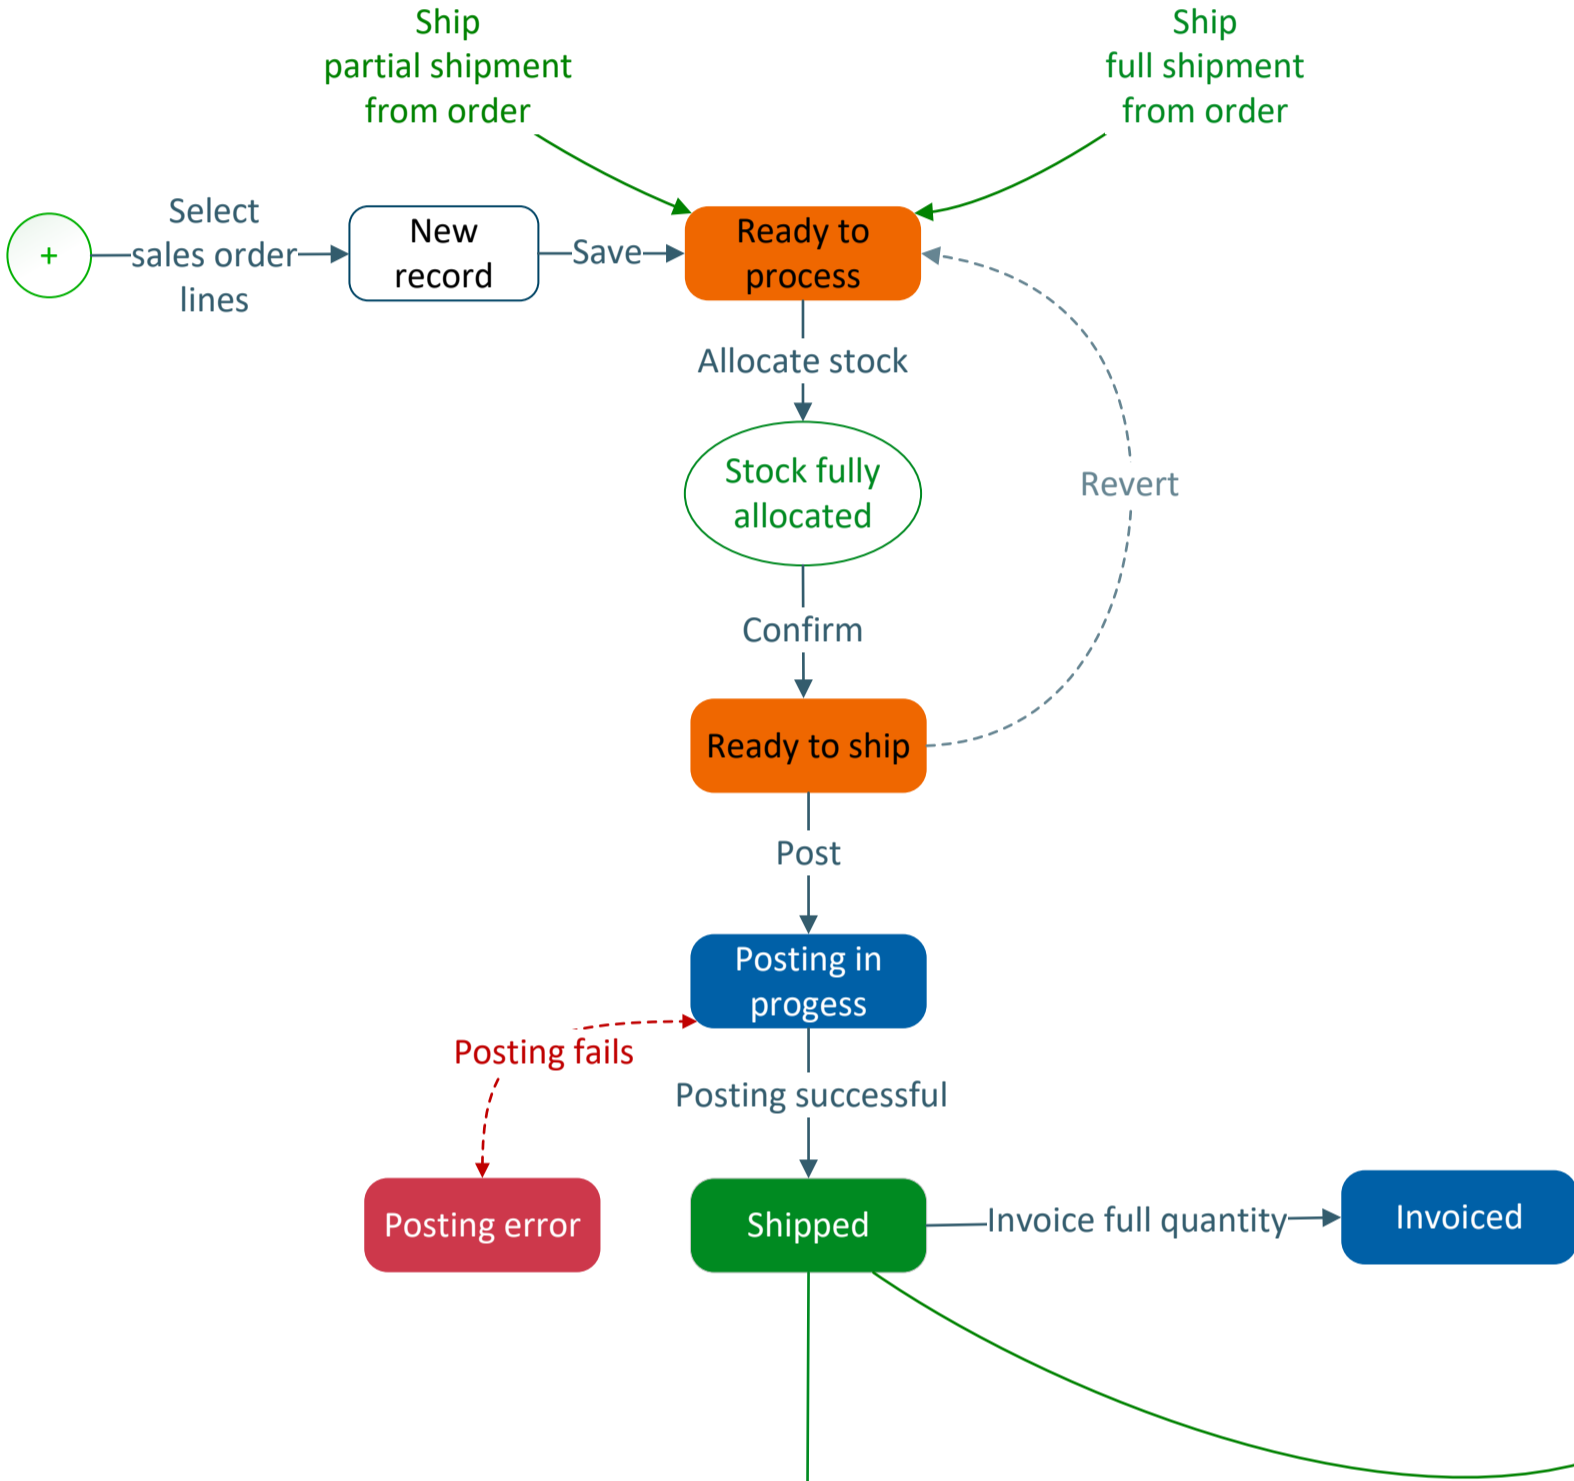 Ship
partial shipment
from order
Ship
full shipment
from order
+
Select
sales order
lines
New
record
Save
Ready to
process
Allocate stock
Stock fully
allocated
Revert
Confirm
Ready to ship
Post
Posting in
progess
Posting fails
Posting successful
Posting error
Shipped
Invoice full quantity
Invoiced